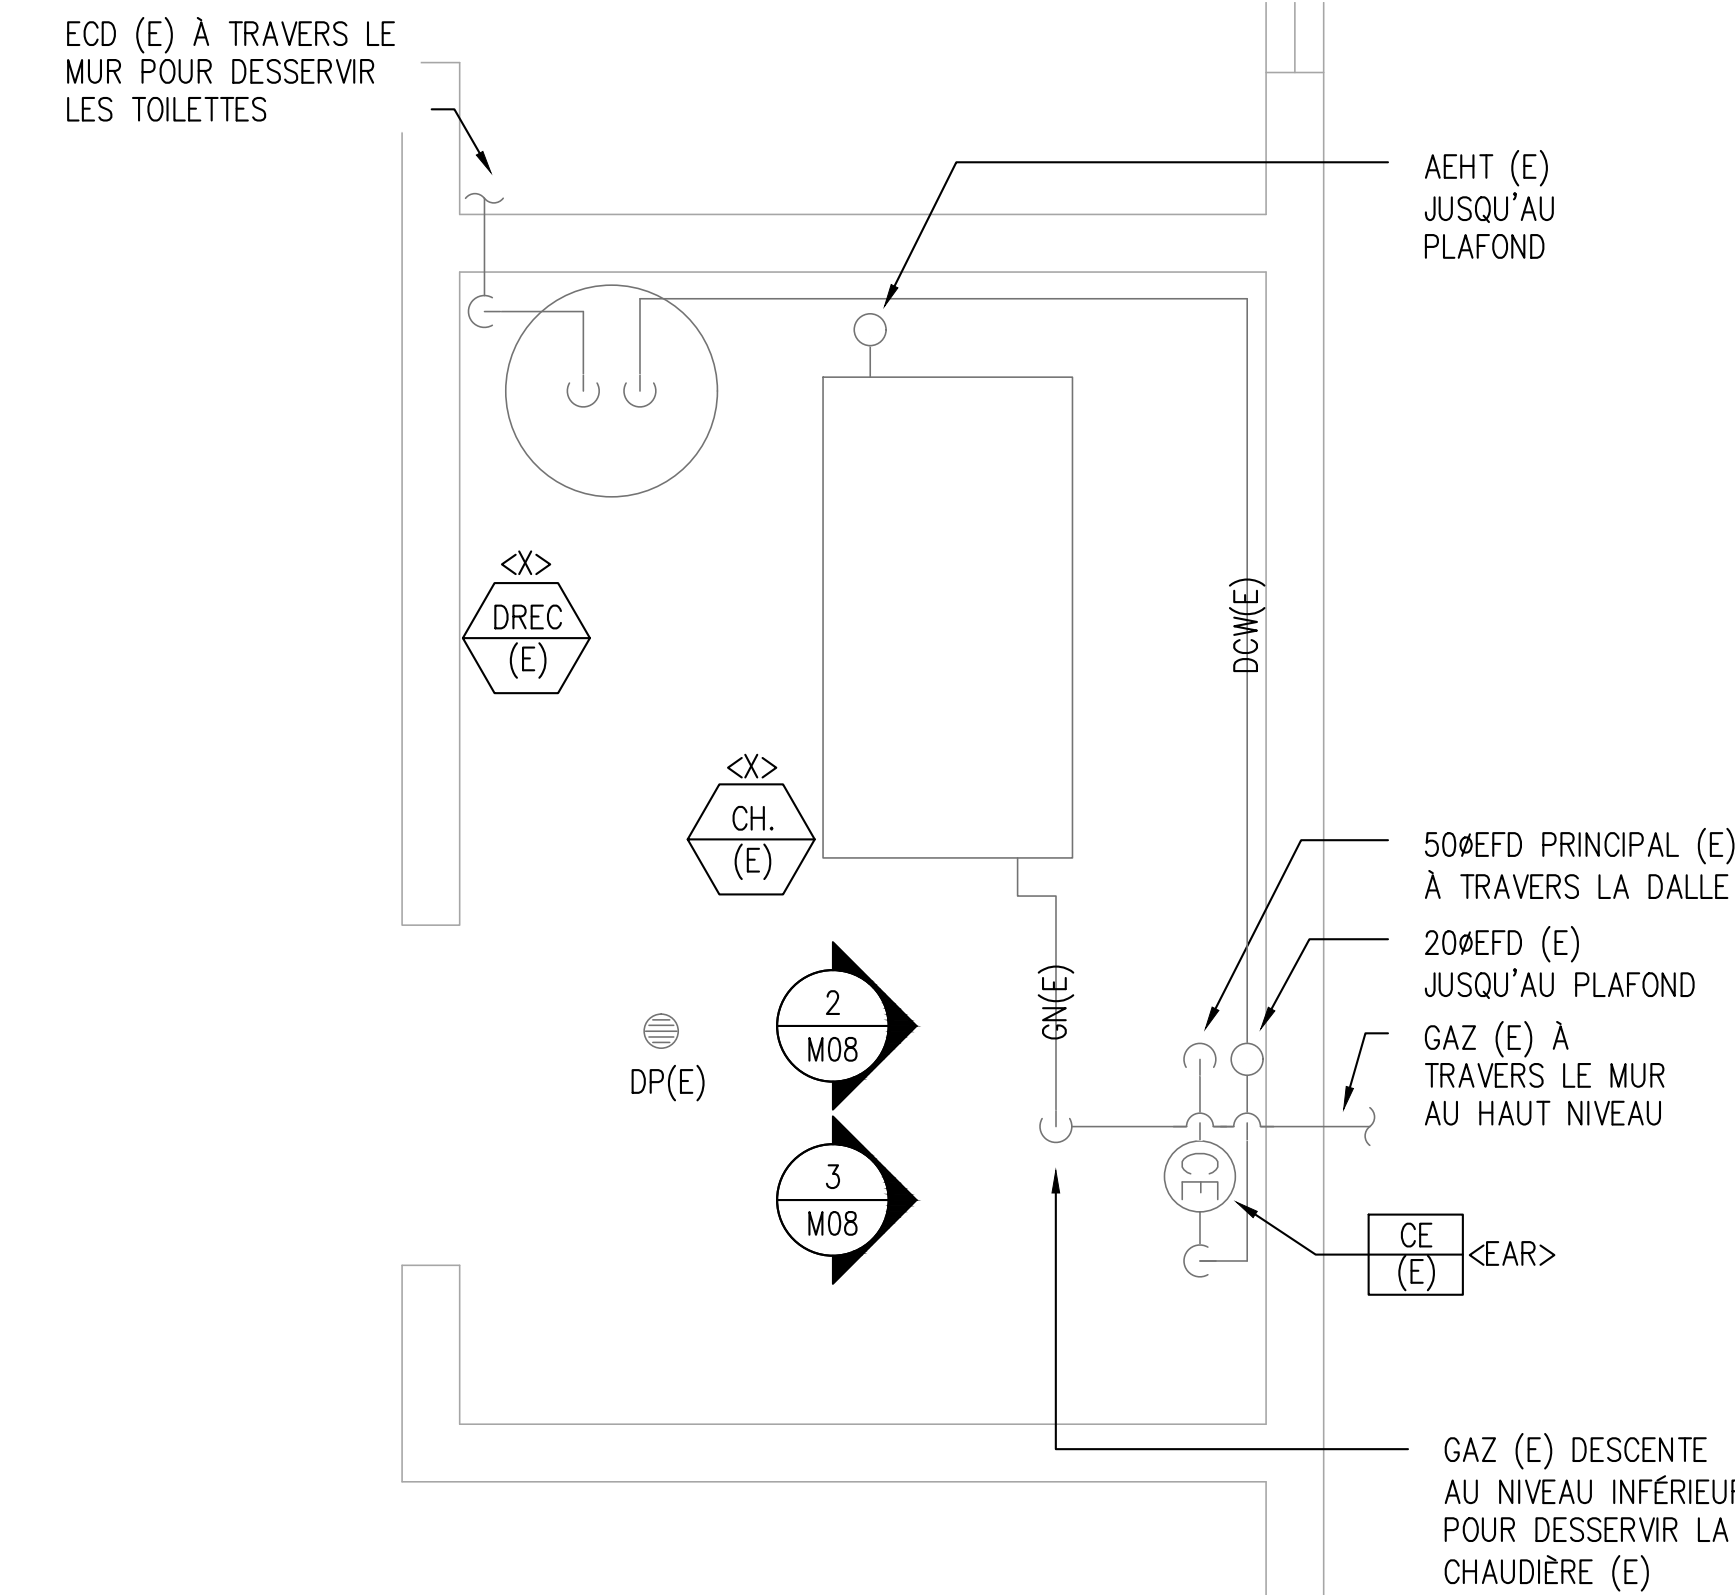 ECD (E) À TRAVERS LE
MUR POUR DESSERVIR
LES TOILETTES
AEHT (E)
JUSQU'AU
PLAFOND
<X>
DREC
(E)
DCW(E)
<X>
CH.
(E)
50øEFD PRINCIPAL (E)
À TRAVERS LA DALLE
20øEFD (E)
JUSQU'AU PLAFOND
GN(E)
2
M08
DP(E)
GAZ (E) À
TRAVERS LE MUR
AU HAUT NIVEAU
3
M08
CE
CE
(E)
<EAR>
GAZ (E) DESCENTE
AU NIVEAU INFÉRIEUR
POUR DESSERVIR LA
CHAUDIÈRE (E)